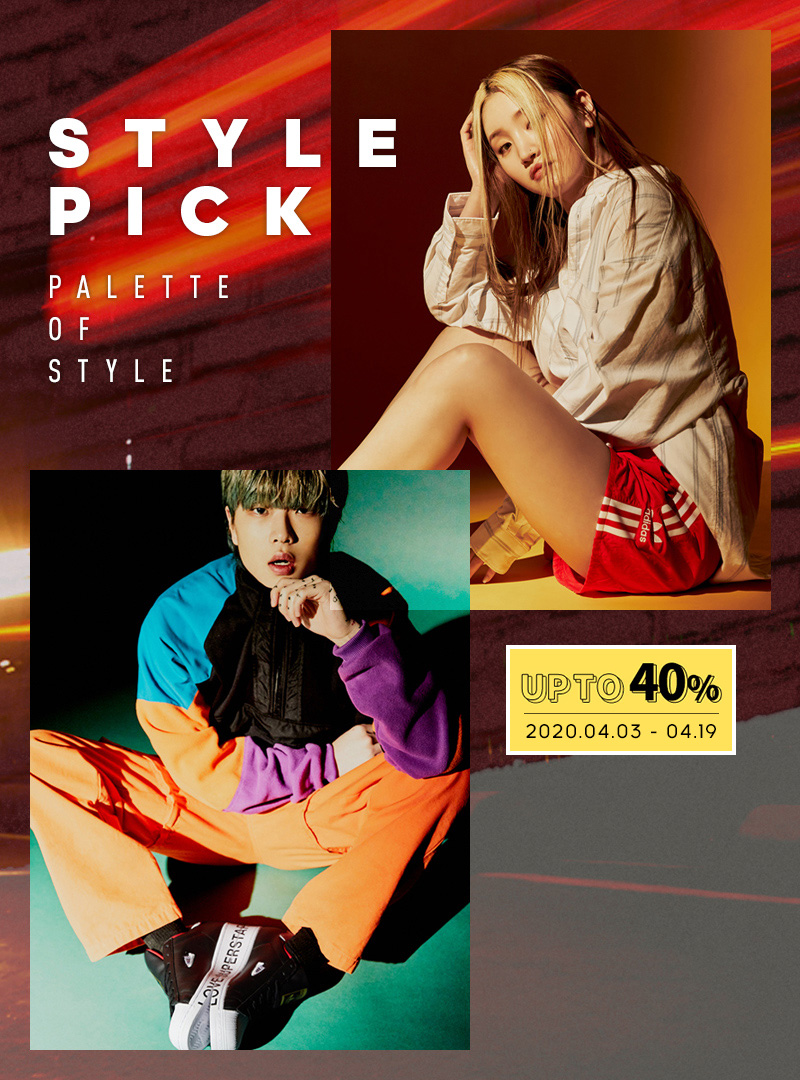 STYLE
PICK
PALETTE
OF
STYLE
adidas
UP TO 40%
2020.04.03 - 04.19
LOVE SUPERSTAR